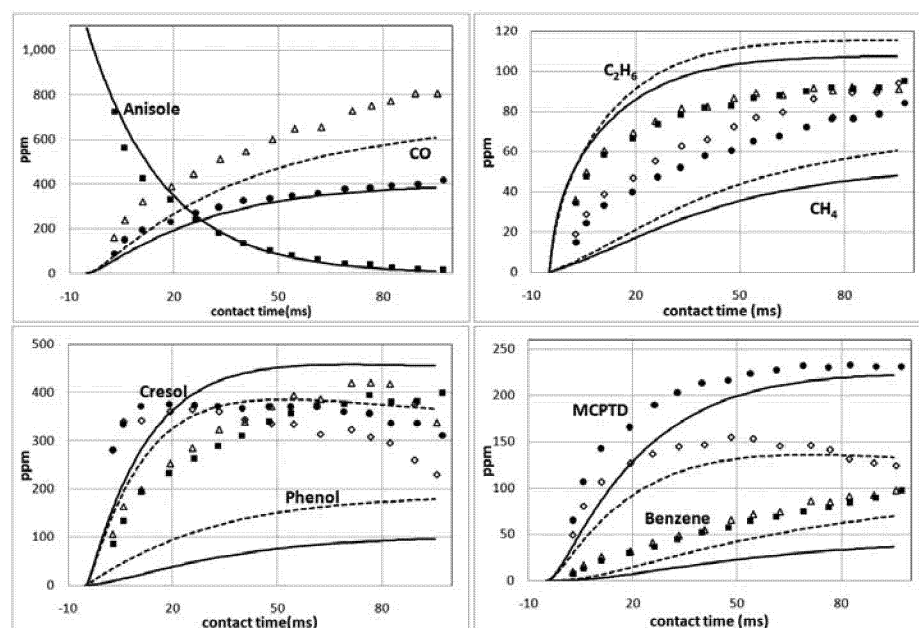 1,000
800
600
400
200
0
ppm
Anisole
CO
-10 20 50 80
contact time(ms)
120
100
80
60
40
20
0
ppm
C2H6
CH4
-10 20 50 80
contact time (ms)
500
400
300
200
100
0
ppm
Cresol
Phenol
-10 20 50 80
contact time (ms)
250
200
150
100
50
0
ppm
MCPTD
Benzene
-10 20 50 80
contact time (ms)